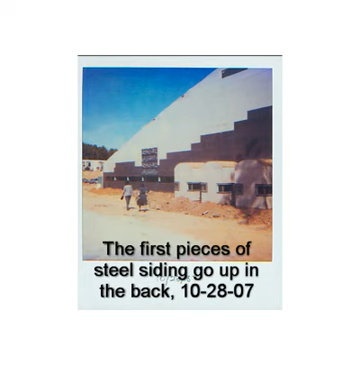 The first pieces of
steel siding go up in
the back, 10-28-07